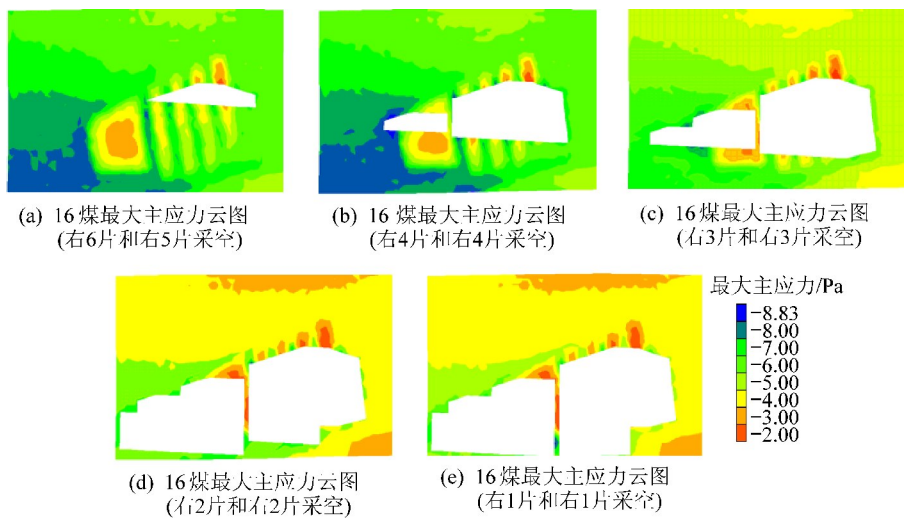 (a) 16煤最大主应力云图
(右6片和右5片采空)
(b) 16 煤最大主应力云图
(右4片和右4片采空)
(c) 16煤最大主应力云图
(右3片和右3片采空)
最大主应力/Pa
-8.83
-8.00
-7.00
-6.00
-5.00
-4.00
-3.00
-2.00
(d) 16煤最大主应力云图
(右2片和右2片采空)
(e) 16煤最大主应力云图
(右1片和右1片采空)